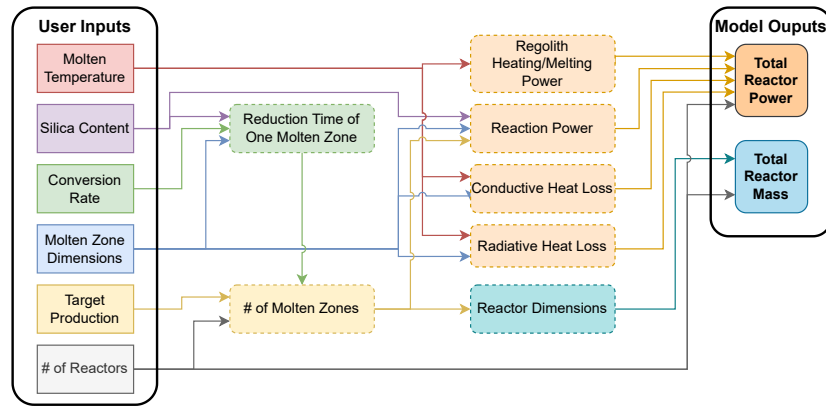 User Inputs
Molten
Temperature
Silica Content
Conversion
Rate
Molten Zone
Dimensions
Target
Production
# of Reactors
Reduction Time of
One Molten Zone
# of Molten Zones
Regolith
Heating/Melting
Power
Reaction Power
Conductive Heat Loss
Radiative Heat Loss
Reactor Dimensions
Model Ouputs
Total
Reactor
Power
Total
Reactor
Mass